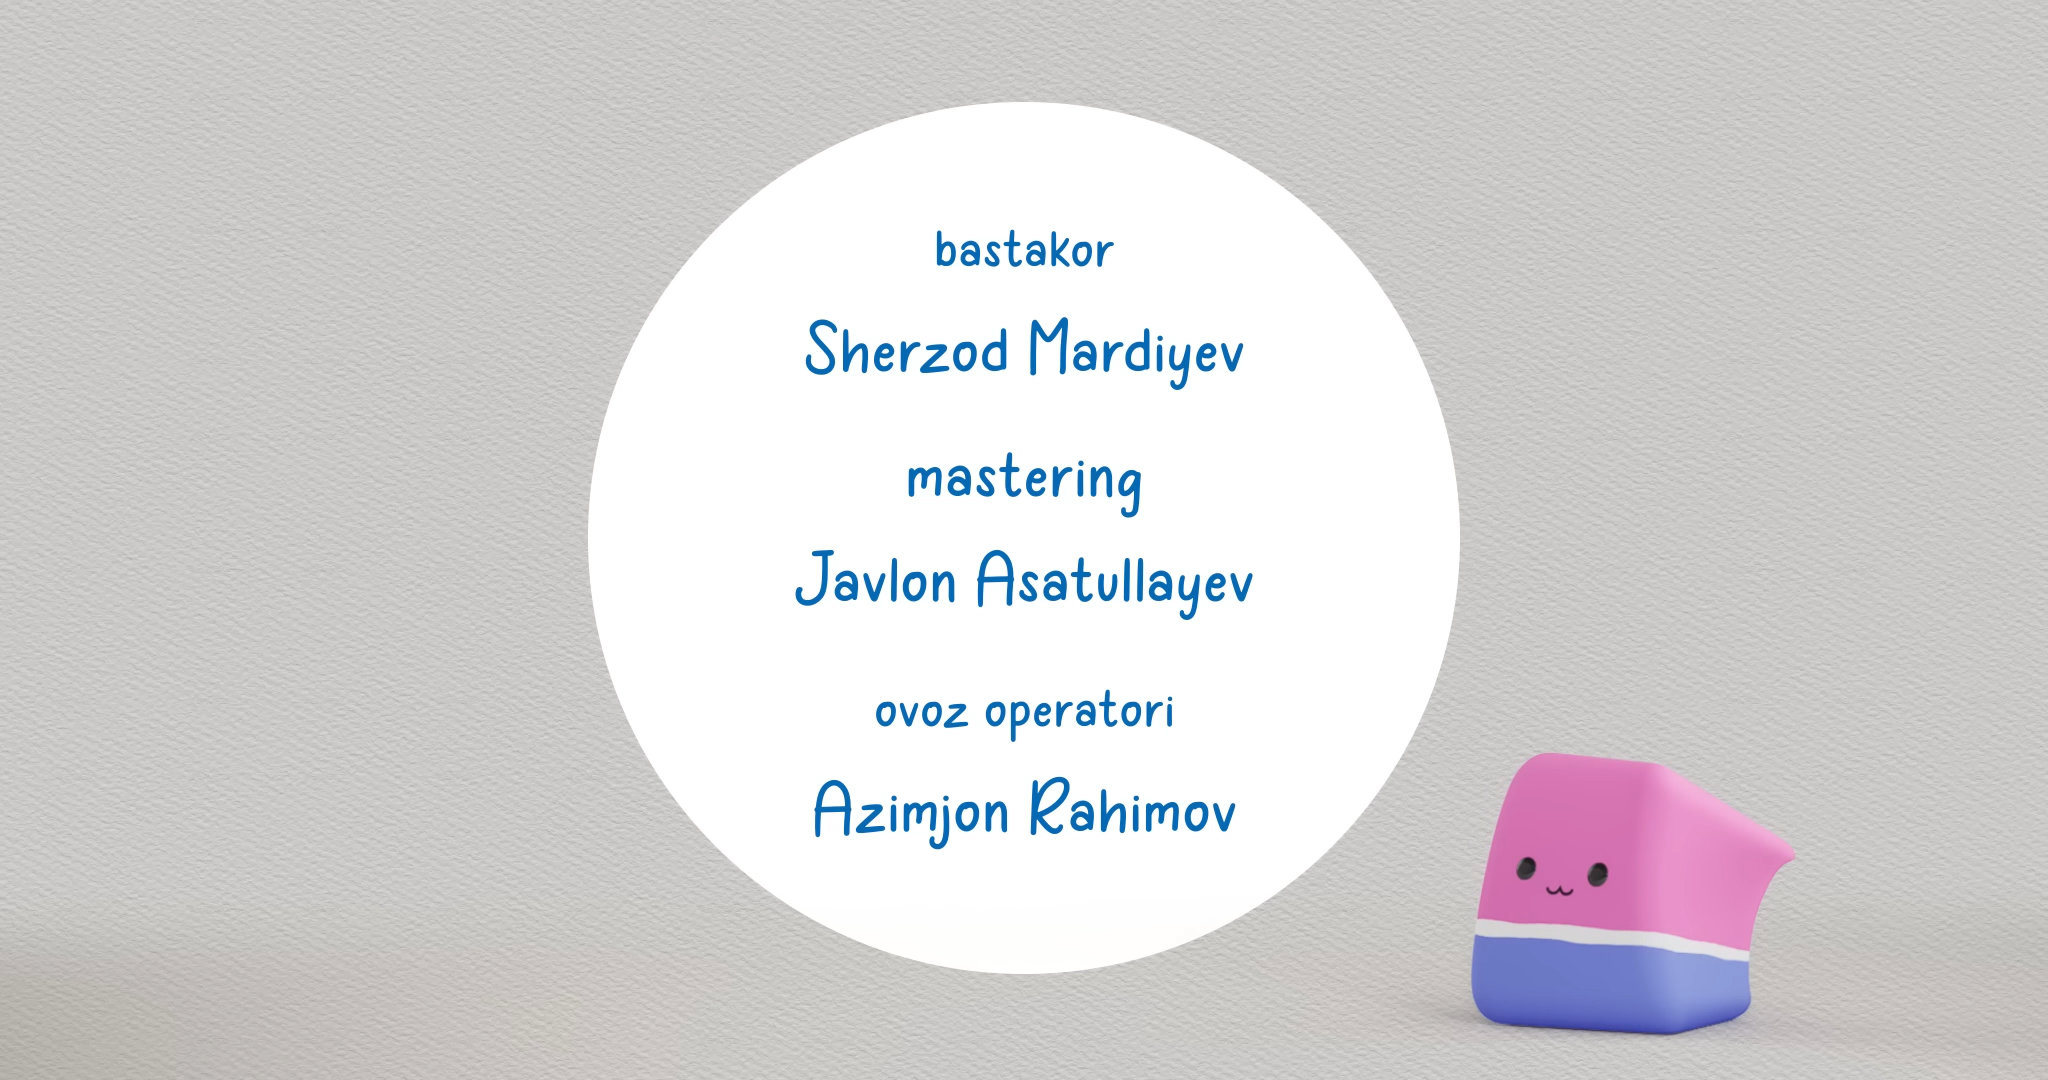 bastakor
Sherzod Mardiyev
mastering
Javlon Asatullayev
ovoz operatori
Azimjon Rahimov